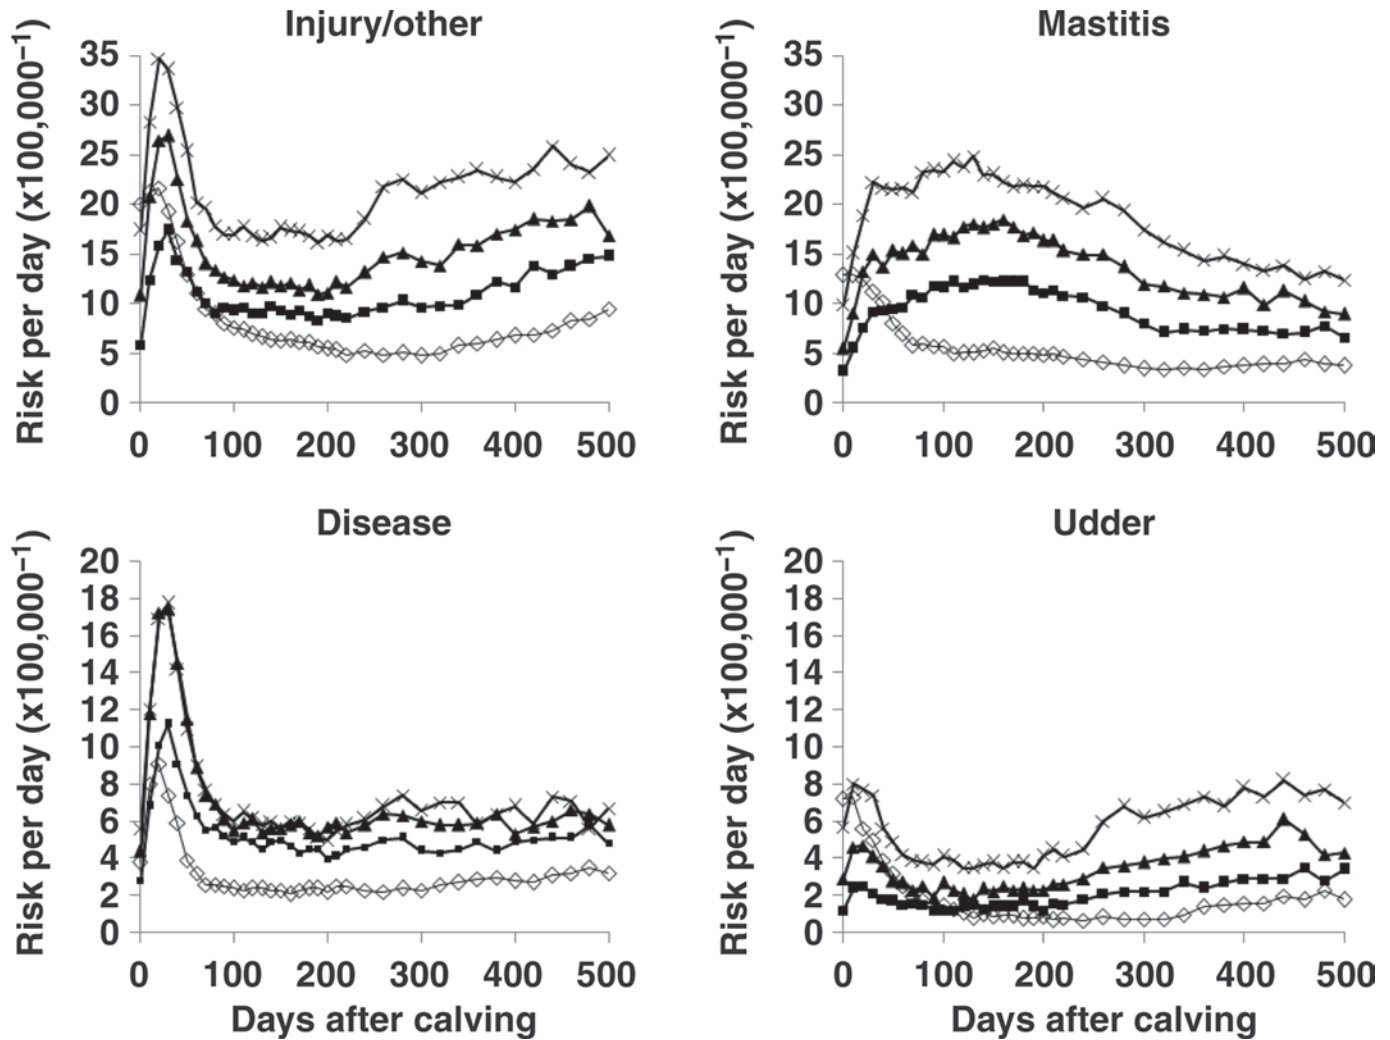 Injury/other
Risk per day (x100,000⁻¹)
35
30
25
20
15
10
5
0
0 100 200 300 400 500
Mastitis
Risk per day (x100,000⁻¹)
35
30
25
20
15
10
5
0
0 100 200 300 400 500
Disease
Risk per day (x100,000⁻¹)
20
18
16
14
12
10
8
6
4
2
0
0 100 200 300 400 500
Days after calving
Udder
Risk per day (x100,000⁻¹)
20
18
16
14
12
10
8
6
4
2
0
0 100 200 300 400 500
Days after calving